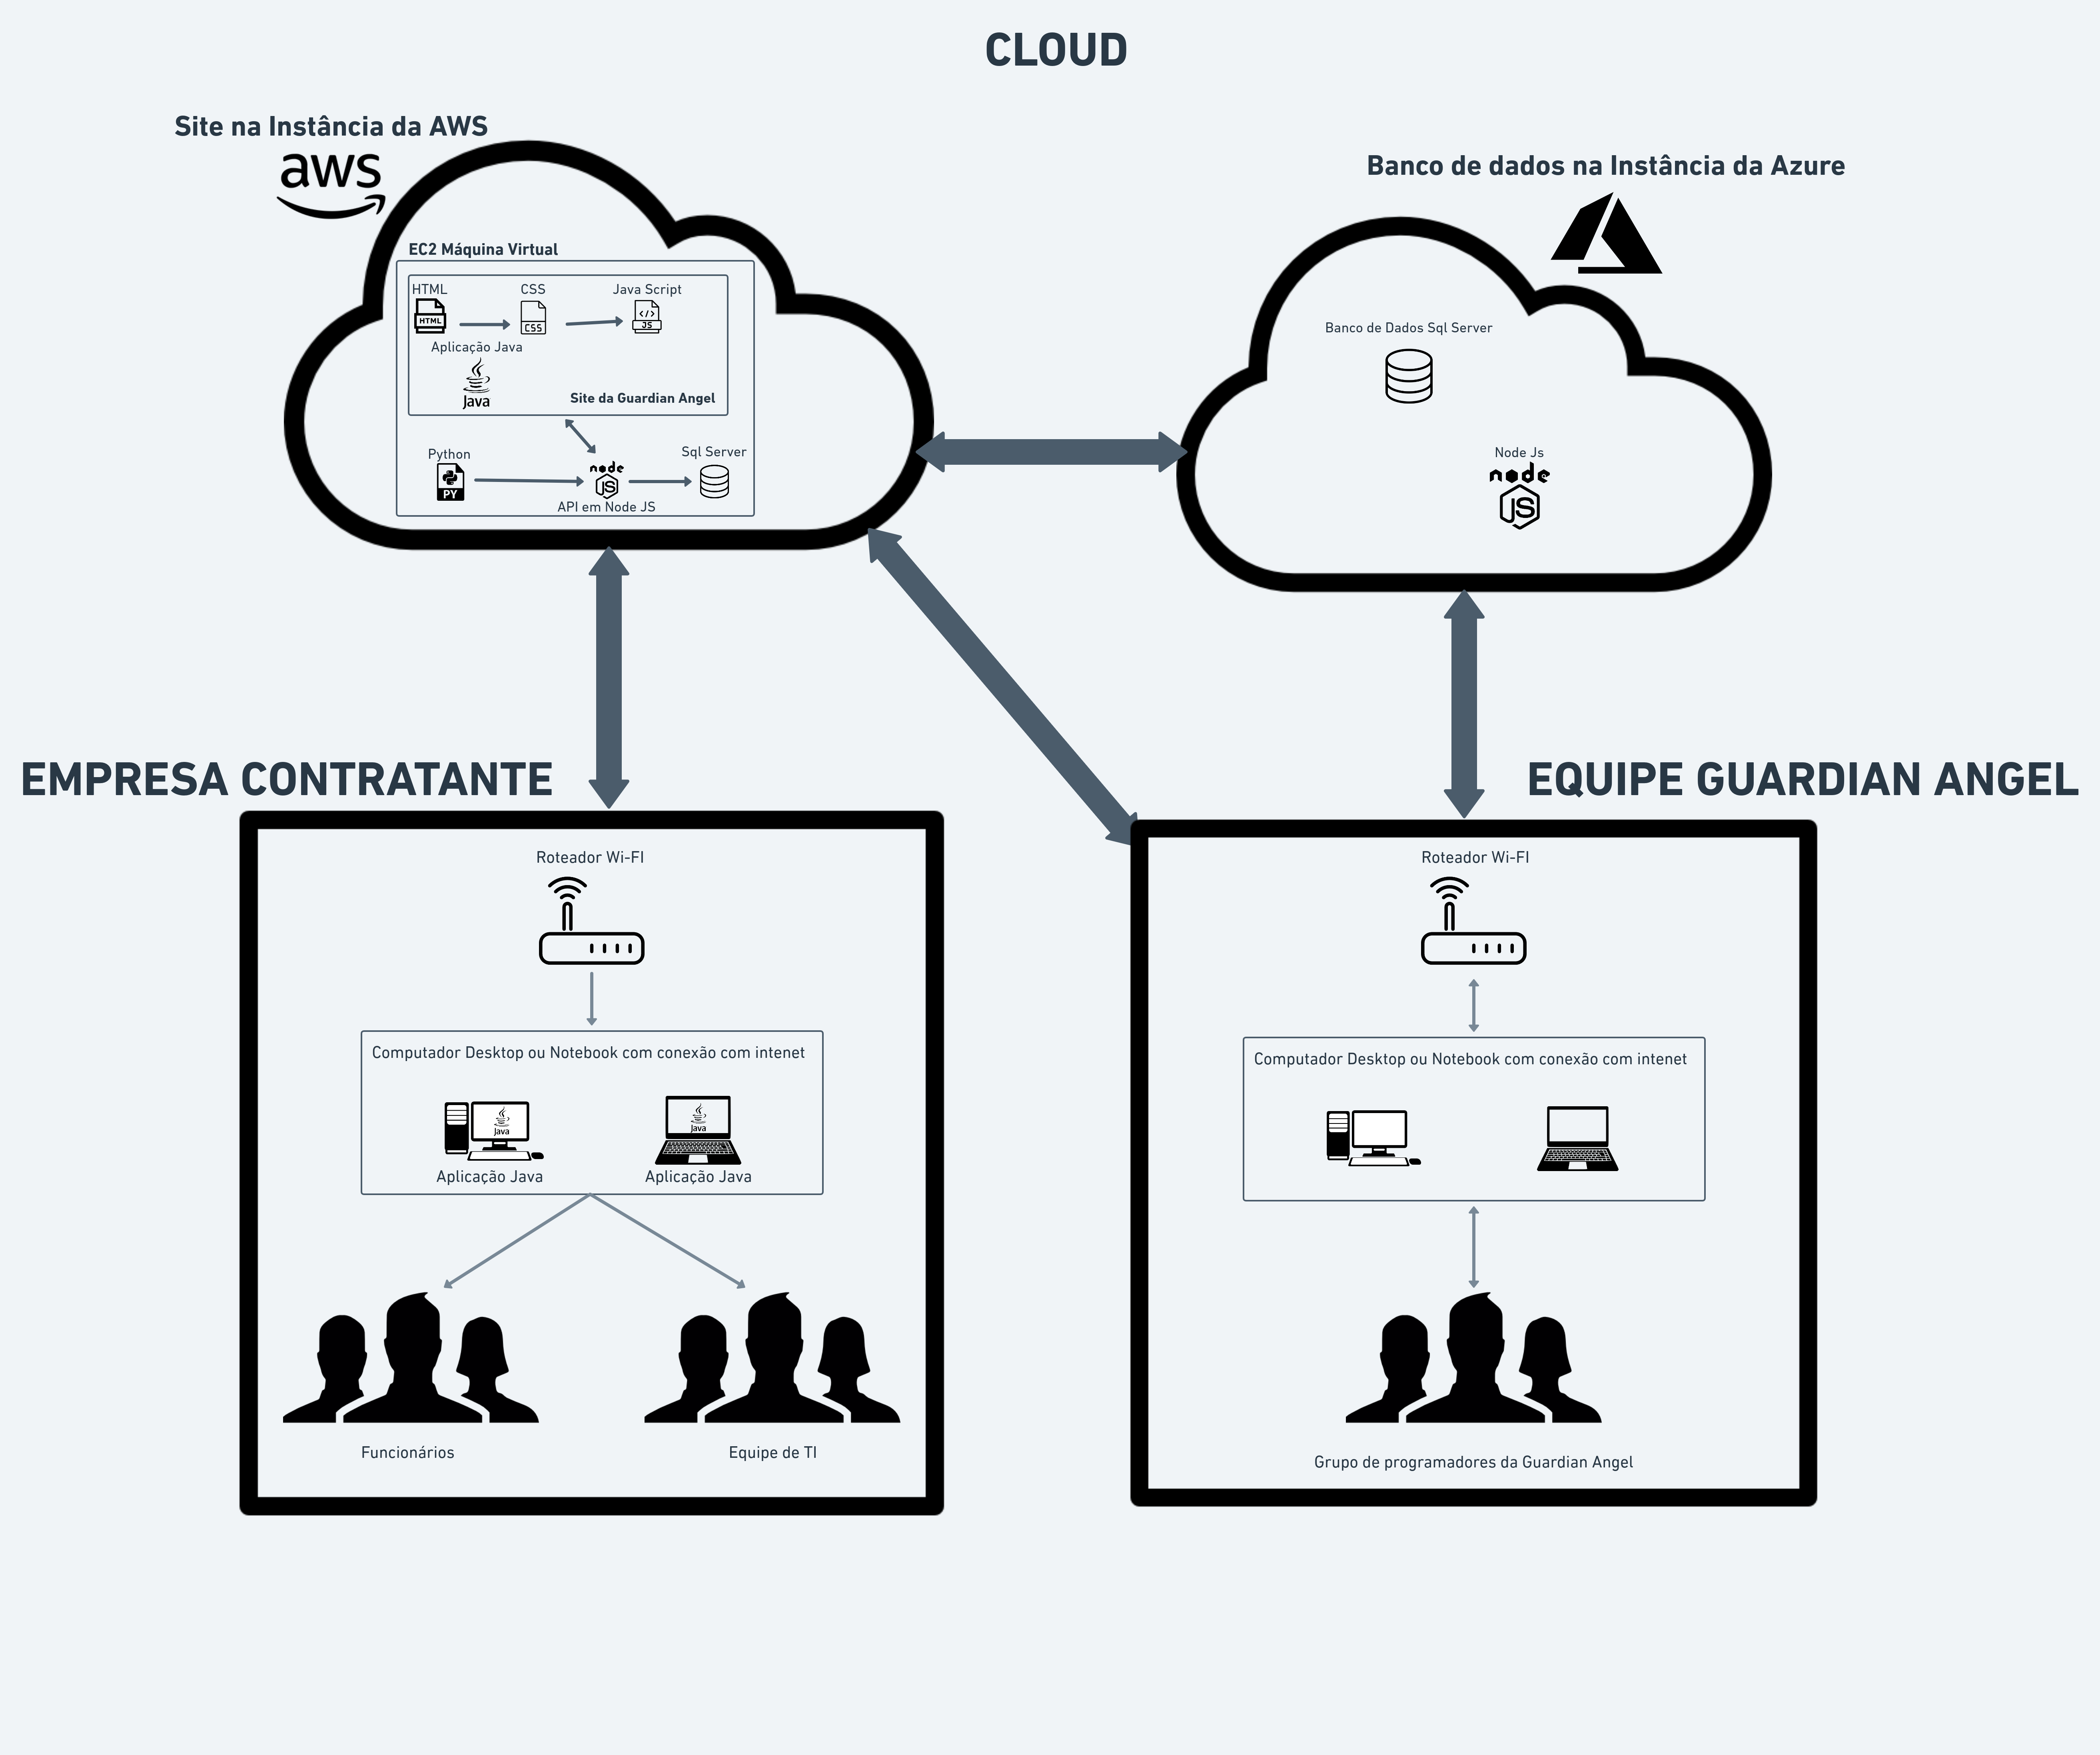 CLOUD
Site na Instância da AWS
aws
Banco de dados na Instância da Azure
EC2 Máquina Virtual
HTML
CSS
Java Script
HTML
CSS
JS
Aplicação Java
Java
Site da Guardian Angel
Python
Sql Server
PY
node
JS
API em Node JS
Banco de Dados Sql Server
Node Js
node
JS
EMPRESA CONTRATANTE
EQUIPE GUARDIAN ANGEL
Roteador Wi-FI
Computador Desktop ou Notebook com conexão com intenet
Java
Java
Aplicação Java
Aplicação Java
Funcionários
Equipe de TI
Roteador Wi-FI
Computador Desktop ou Notebook com conexão com intenet
Grupo de programadores da Guardian Angel